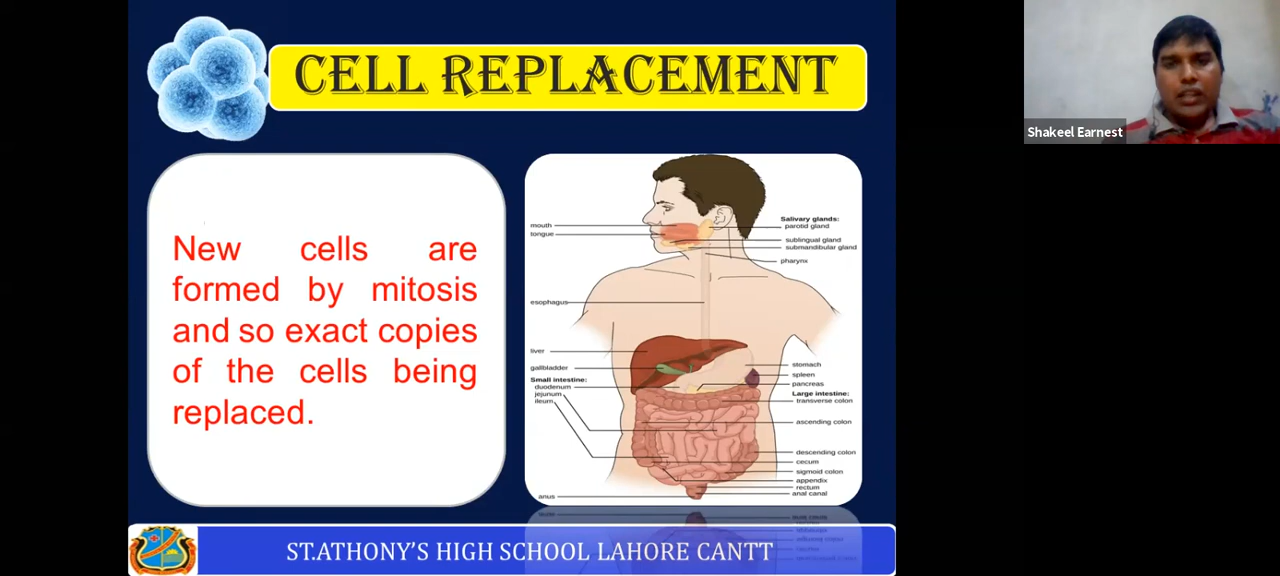 CELL REPLACEMENT
Shakeel Earnest
New cells are
formed by mitosis
and so exact copies
of the cells being
replaced.
mouth
tongue
esophagus
liver
gallbladder
Small intestine:
duodenum
jejunum
ileum
anus
Salivary glands:
parotid gland
sublingual gland
submandibular gland
pharynx
stomach
spleen
pancreas
Large intestine:
transverse colon
ascending colon
descending colon
cecum
sigmoid colon
appendix
rectum
anal canal
ST.ATHONY'S HIGH SCHOOL LAHORE CANTT